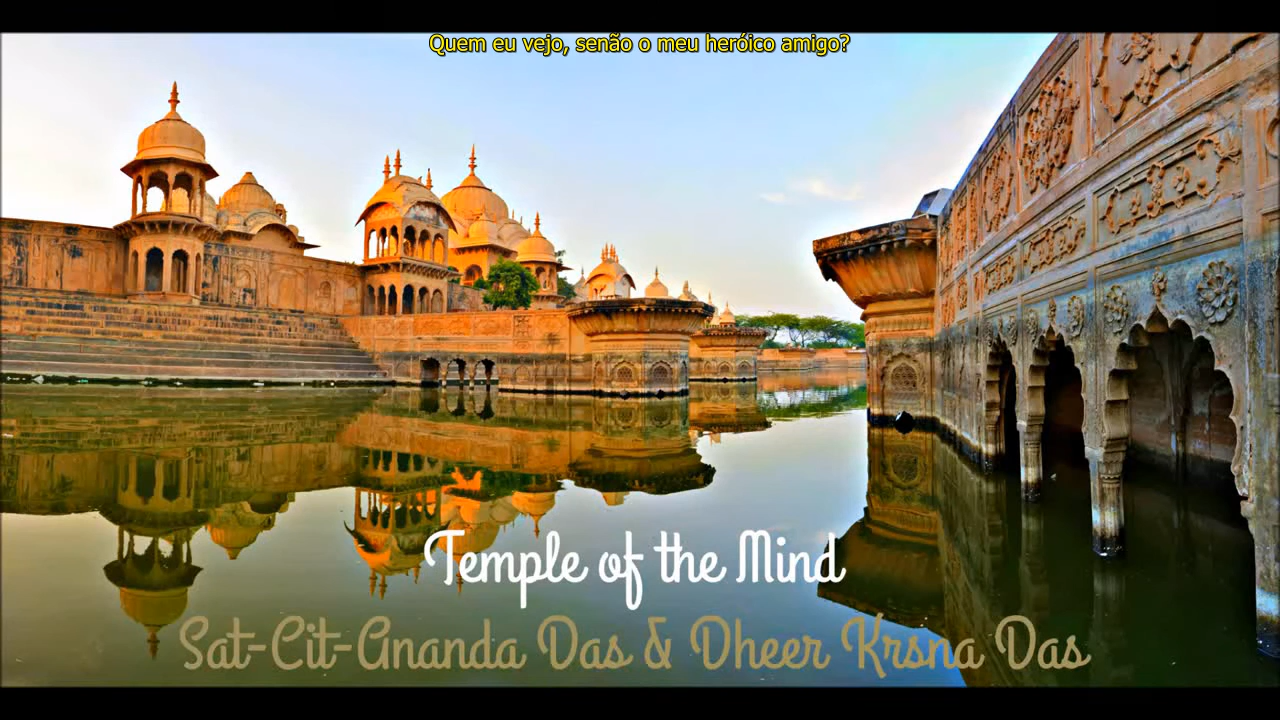 Quem eu vejo, senão o meu heróico amigo?
Temple of the Mind
Sat-Cit-Ananda Das & Dheer Krsna Das